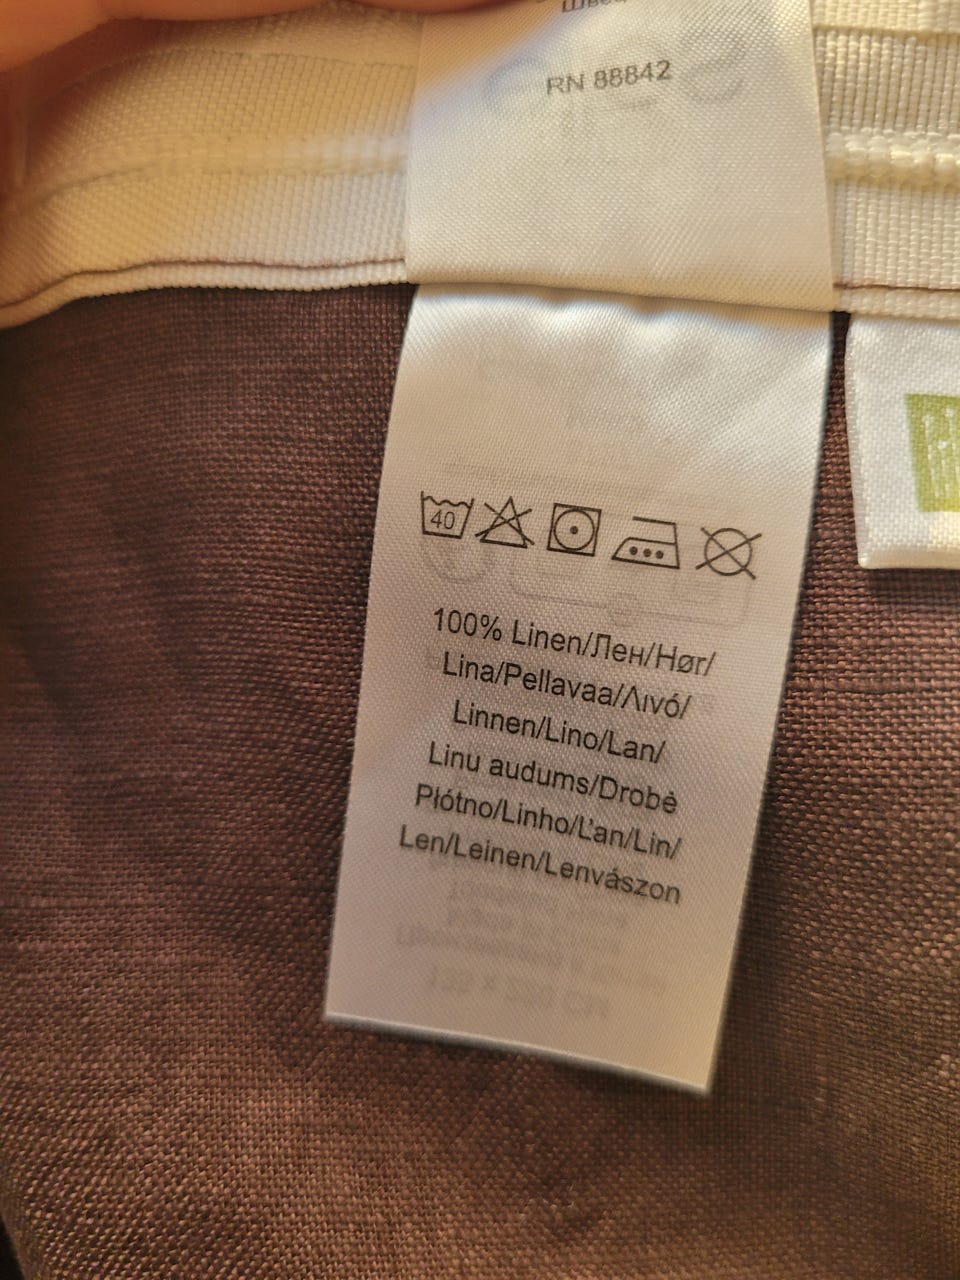 RN 88842
40
100% Linen/Лен/Hør/
Lina/Pellavaa/Λινό/
Linnen/Lino/Lan/
Linu audums/Drobė
Płótno/Linho/Ľan/Lin/
Len/Leinen/Lenvászon